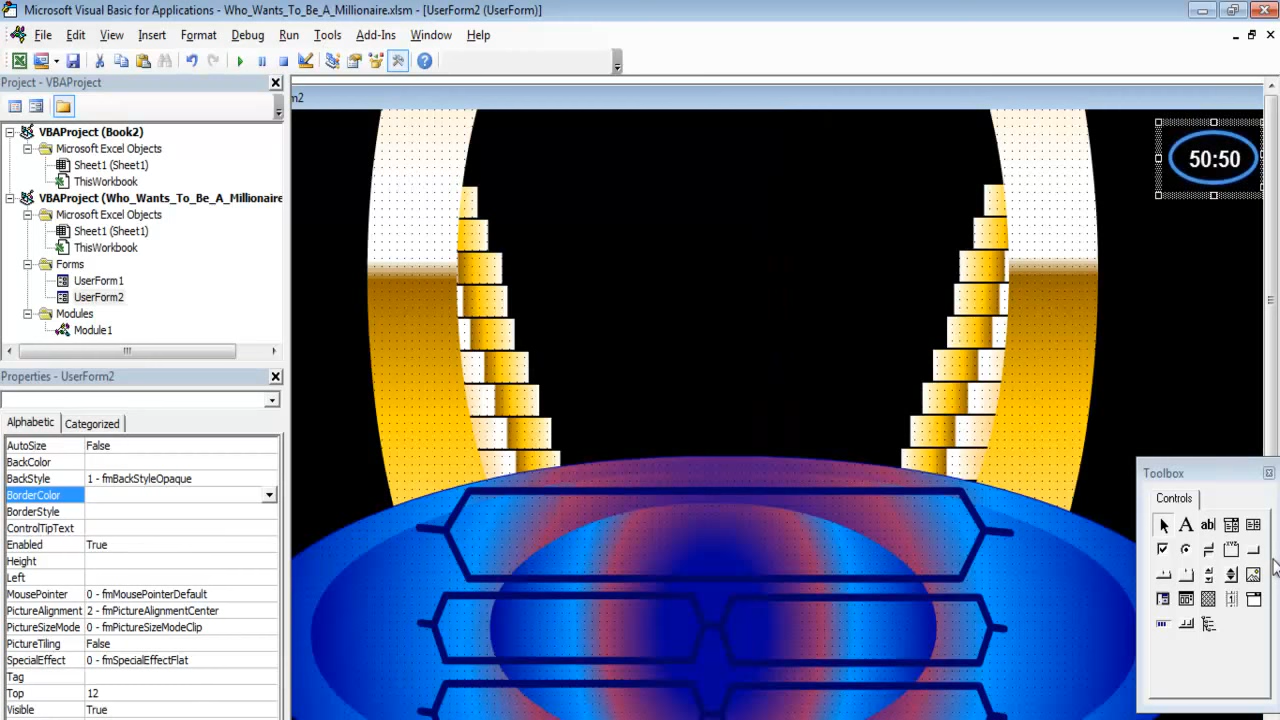 Microsoft Visual Basic for Applications - Who_Wants_To_Be_A_Millionaire.xlsm - [UserForm2 (UserForm)]
File Edit View Insert Format Debug Run Tools Add-Ins Window Help
Project - VBAProject
m2
VBAProject (Book2)
Microsoft Excel Objects
Sheet1 (Sheet1)
ThisWorkbook
VBAProject (Who_Wants_To_Be_A_Millionaire
Microsoft Excel Objects
Sheet1 (Sheet1)
ThisWorkbook
Forms
UserForm1
UserForm2
Modules
Module1
50:50
Properties - UserForm2
Alphabetic Categorized
AutoSize False
BackColor
BackStyle 1 - fmBackStyleOpaque
BorderColor
BorderStyle
ControlTipText
Enabled True
Height
Left
MousePointer 0 - fmMousePointerDefault
PictureAlignment 2 - fmPictureAlignmentCenter
PictureSizeMode 0 - fmPictureSizeModeClip
PictureTiling False
SpecialEffect 0 - fmSpecialEffectFlat
Tag
Top 12
Visible True
Toolbox
Controls
A abl